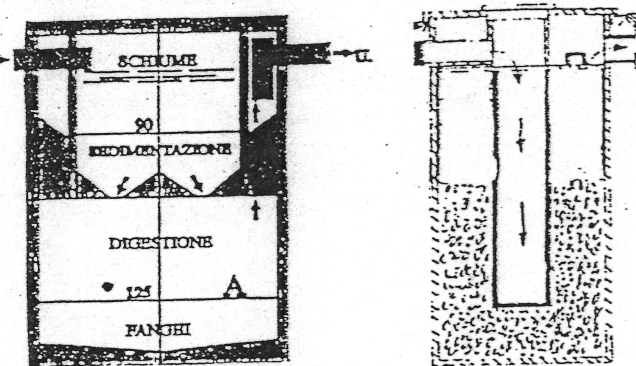 SCHIUME
u.
90
SEDIMENTAZIONE
DIGESTIONE
125
A
FANGHI